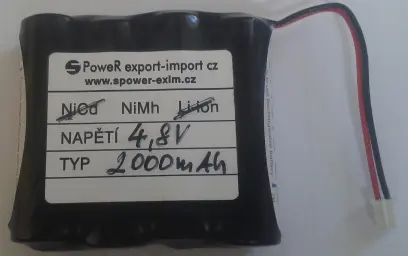 S PoweR export-import cz
www.spower-exim.cz
NiCd NiMh Li-Ion
NAPĚTÍ 4,8V
TYP 2000mAh